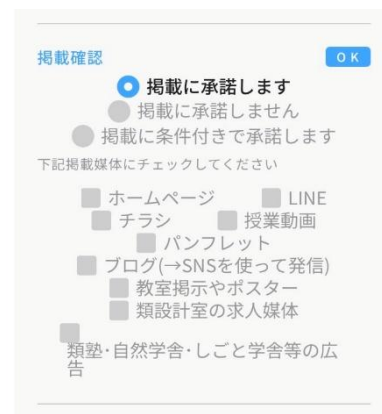 掲載確認 OK
掲載に承諾します
掲載に承諾しません
掲載に条件付きで承諾します
下記掲載媒体にチェックしてください
ホームページ LINE
チラシ 授業動画
パンフレット
ブログ(→SNSを使って発信)
教室掲示やポスター
類設計室の求人媒体
類塾·自然学舎·しごと学舎等の広
告